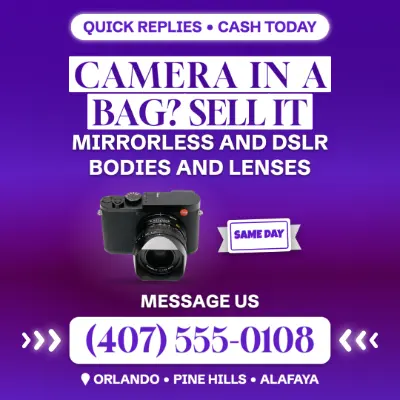 QUICK REPLIES • CASH TODAY
CAMERA IN A
BAG? SELL IT
MIRRORLESS AND DSLR
BODIES AND LENSES
SAME DAY
MESSAGE US
(407) 555-0108
ORLANDO • PINE HILLS • ALAFAYA